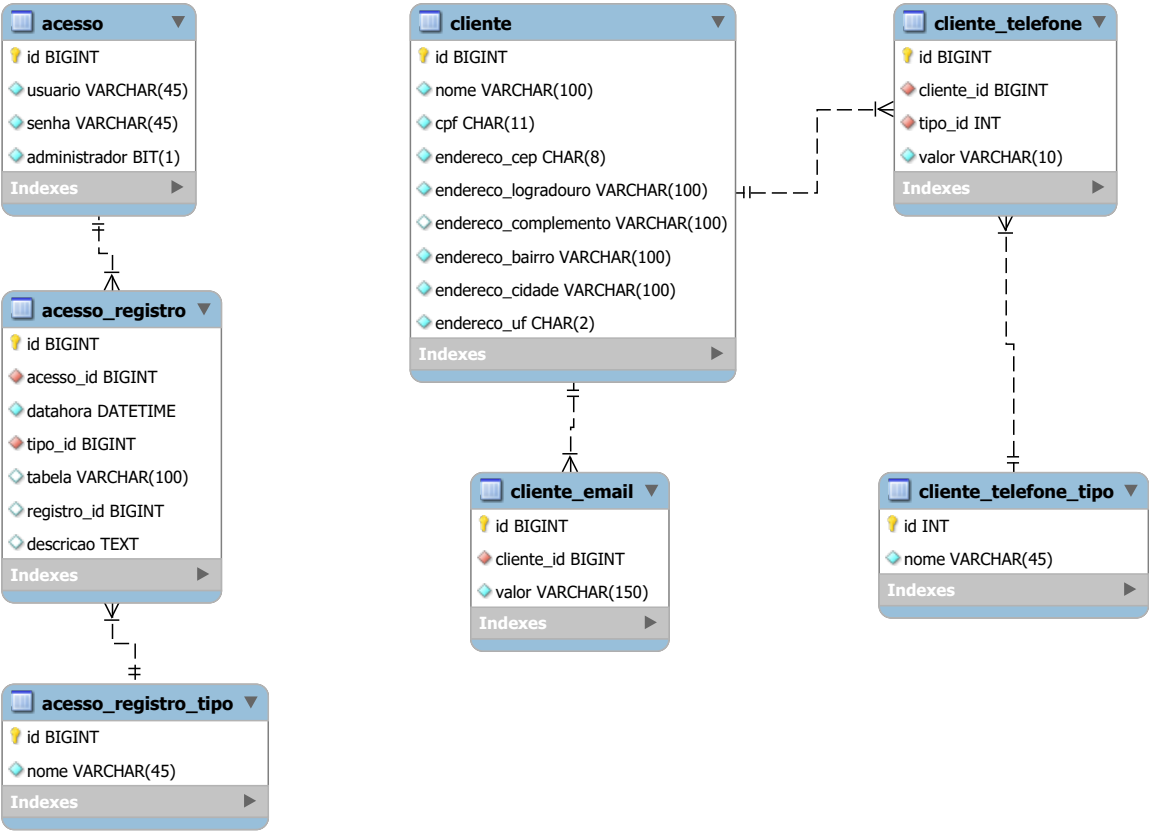 acesso
id BIGINT
usuario VARCHAR(45)
senha VARCHAR(45)
administrador BIT(1)
Indexes
acesso_registro
id BIGINT
acesso_id BIGINT
datahora DATETIME
tipo_id BIGINT
tabela VARCHAR(100)
registro_id BIGINT
descricao TEXT
Indexes
acesso_registro_tipo
id BIGINT
nome VARCHAR(45)
Indexes
cliente
id BIGINT
nome VARCHAR(100)
cpf CHAR(11)
endereco_cep CHAR(8)
endereco_logradouro VARCHAR(100)
endereco_complemento VARCHAR(100)
endereco_bairro VARCHAR(100)
endereco_cidade VARCHAR(100)
endereco_uf CHAR(2)
Indexes
cliente_email
id BIGINT
cliente_id BIGINT
valor VARCHAR(150)
Indexes
cliente_telefone
id BIGINT
cliente_id BIGINT
tipo_id INT
valor VARCHAR(10)
Indexes
cliente_telefone_tipo
id INT
nome VARCHAR(45)
Indexes